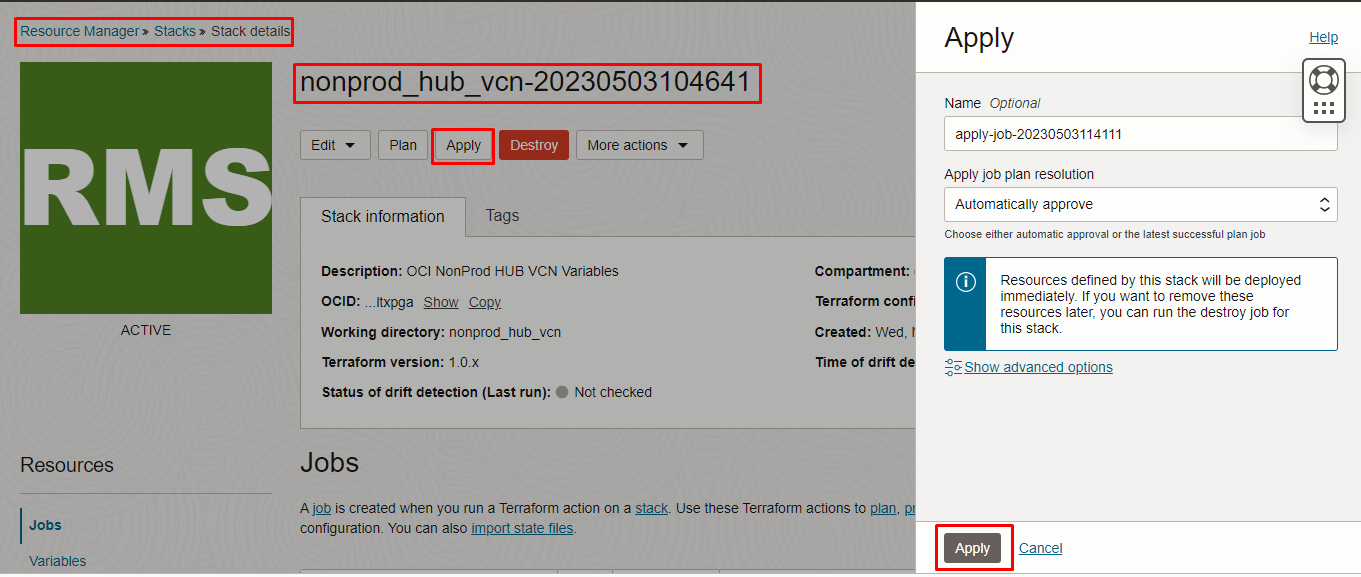 Resource Manager » Stacks » Stack details
RMS
ACTIVE
nonprod_hub_vcn-20230503104641
Edit Plan Apply Destroy More actions
Stack information Tags
Description: OCI NonProd HUB VCN Variables
OCID: ...ltxpga Show Copy
Working directory: nonprod_hub_vcn
Terraform version: 1.0.x
Status of drift detection (Last run): Not checked
Compartment:
Terraform confi
Created: Wed,
Time of drift de
Resources
Jobs
Variables
Jobs
A job is created when you run a Terraform action on a stack. Use these Terraform actions to plan, pr
configuration. You can also import state files.
Apply
Help
Name Optional
apply-job-20230503114111
Apply job plan resolution
Automatically approve
Choose either automatic approval or the latest successful plan job
Resources defined by this stack will be deployed
immediately. If you want to remove these
resources later, you can run the destroy job for
this stack.
Show advanced options
Apply Cancel